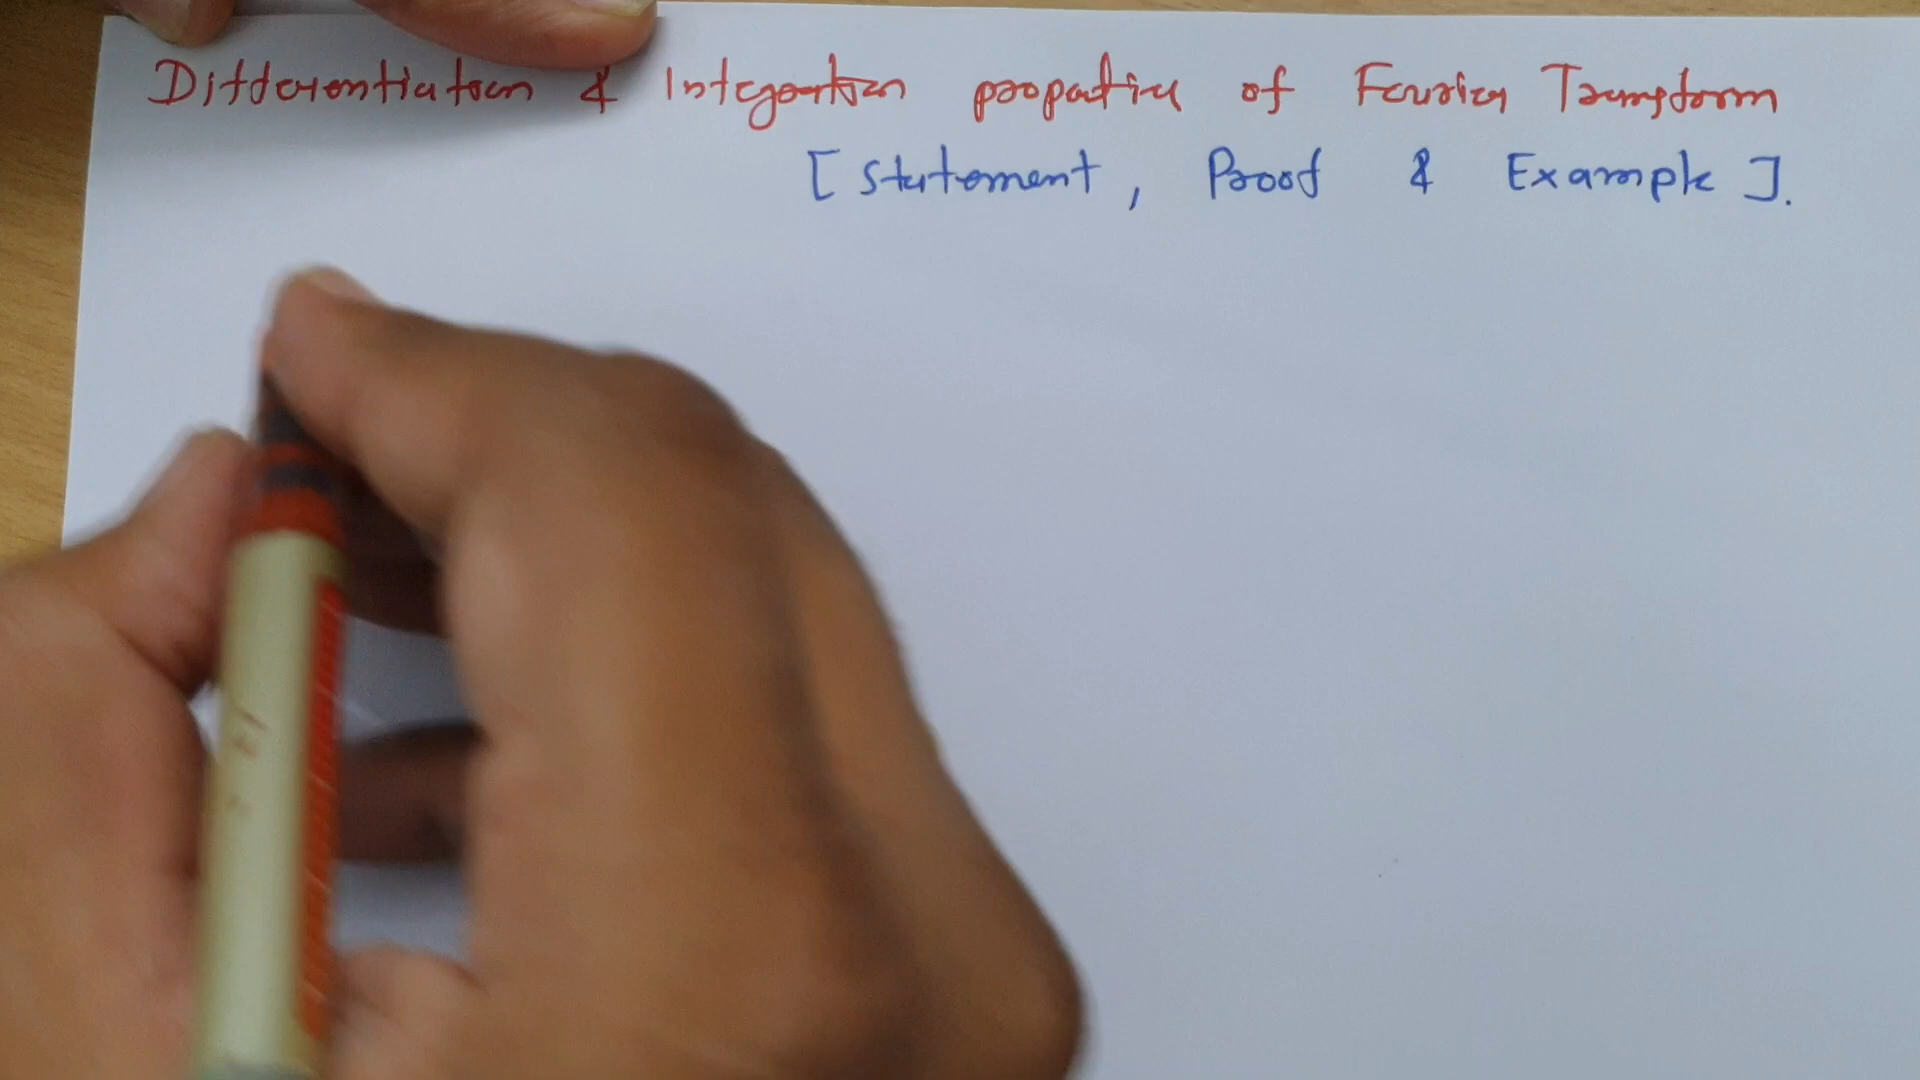 Differentiation & Integration properties of Fourier Transform
[Statement, Proof & Example].